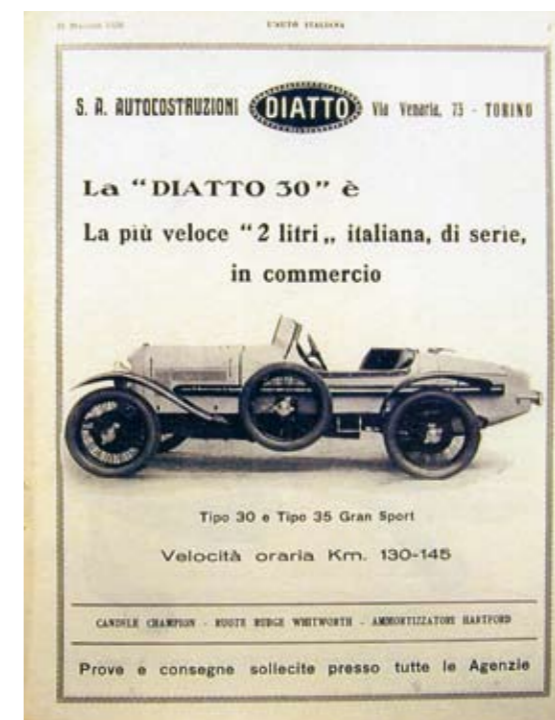 L'AUTO ITALIANA
S. A. AUTOCOSTRUZIONI DIATTO Via Venaria, 73 - TORINO
La "DIATTO 30" è
La più veloce "2 litri„ italiana, di serie,
in commercio
Tipo 30 e Tipo 35 Gran Sport
Velocità oraria Km. 130-145
CANDELE CHAMPION - RUOTE RUDGE WHITWORTH - AMMORTIZZATORI HARTFORD
Prove e consegne sollecite presso tutte le Agenzie